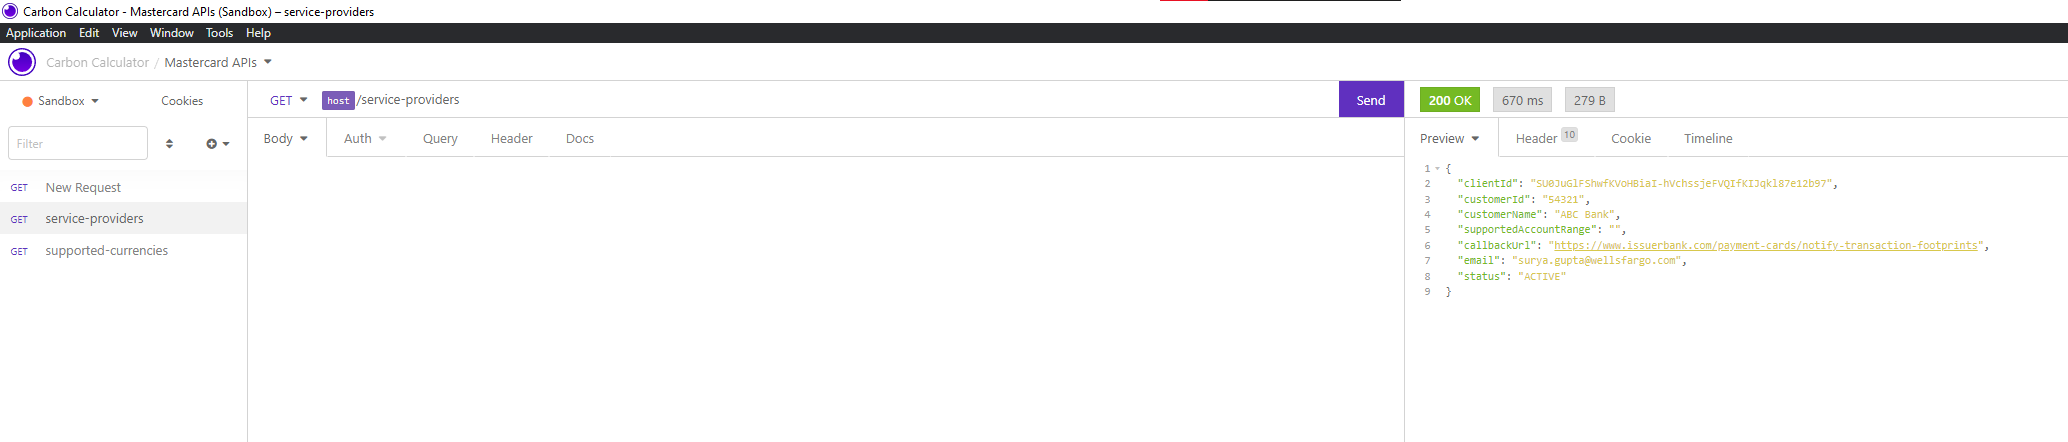 Carbon Calculator - Mastercard APIs (Sandbox) – service-providers
Application Edit View Window Tools Help
Carbon Calculator / Mastercard APIs
Sandbox Cookies
GET host /service-providers Send
200 OK 670 ms 279 B
Filter
Body Auth Query Header Docs
Preview Header 10 Cookie Timeline
GET New Request
GET service-providers
GET supported-currencies
1 {
2 "clientId": "SU0JuGlFShwfKVoHBiaI-hVchssjeFVQIfKIJqkl87e12b97",
3 "customerId": "54321",
4 "customerName": "ABC Bank",
5 "supportedAccountRange": "",
6 "callbackUrl": "https://www.issuerbank.com/payment-cards/notify-transaction-footprints",
7 "email": "surya.gupta@wellsfargo.com",
8 "status": "ACTIVE"
9 }